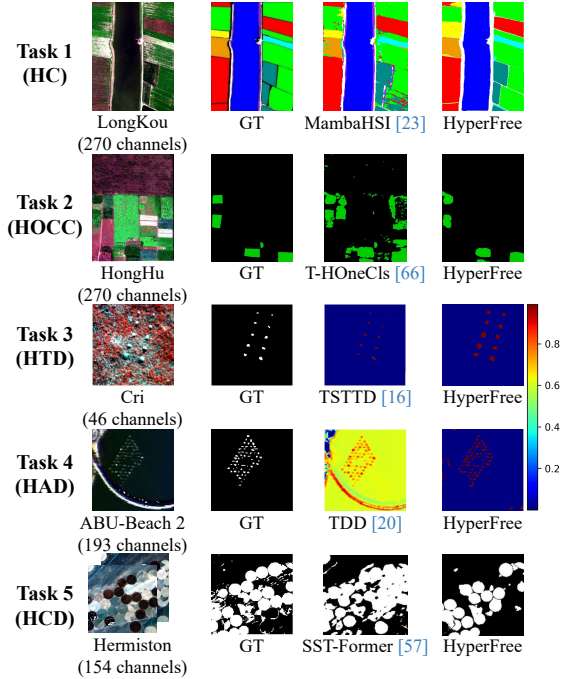 Task 1
(HC)
LongKou
(270 channels)
GT
MambaHSI [23]
HyperFree
Task 2
(HOCC)
HongHu
(270 channels)
GT
T-HOneCls [66]
HyperFree
Task 3
(HTD)
Cri
(46 channels)
GT
TSTTD [16]
HyperFree
0.8
0.6
0.4
0.2
Task 4
(HAD)
ABU-Beach 2
(193 channels)
GT
TDD [20]
HyperFree
Task 5
(HCD)
Hermiston
(154 channels)
GT
SST-Former [57]
HyperFree